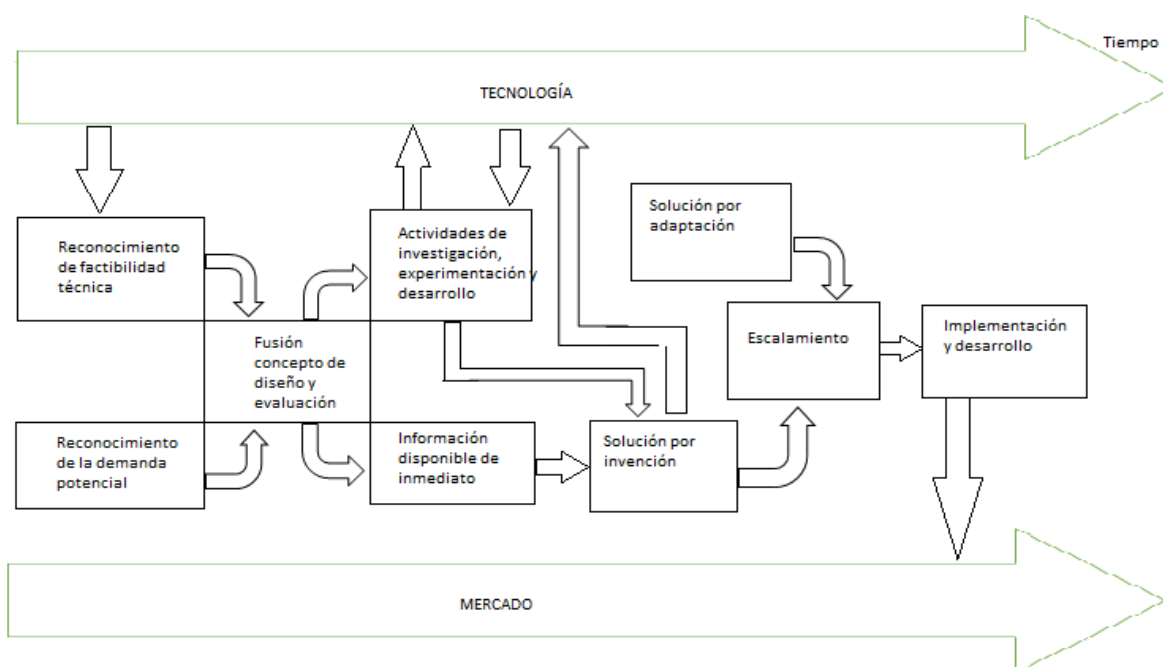 Tiempo
TECNOLOGÍA
Reconocimiento
de factibilidad
técnica
Actividades de
investigación,
experimentación y
desarrollo
Solución por
adaptación
Fusión
concepto de
diseño y
evaluación
Escalamiento
Implementación
y desarrollo
Reconocimiento
de la demanda
potencial
Información
disponible de
inmediato
Solución por
invención
MERCADO